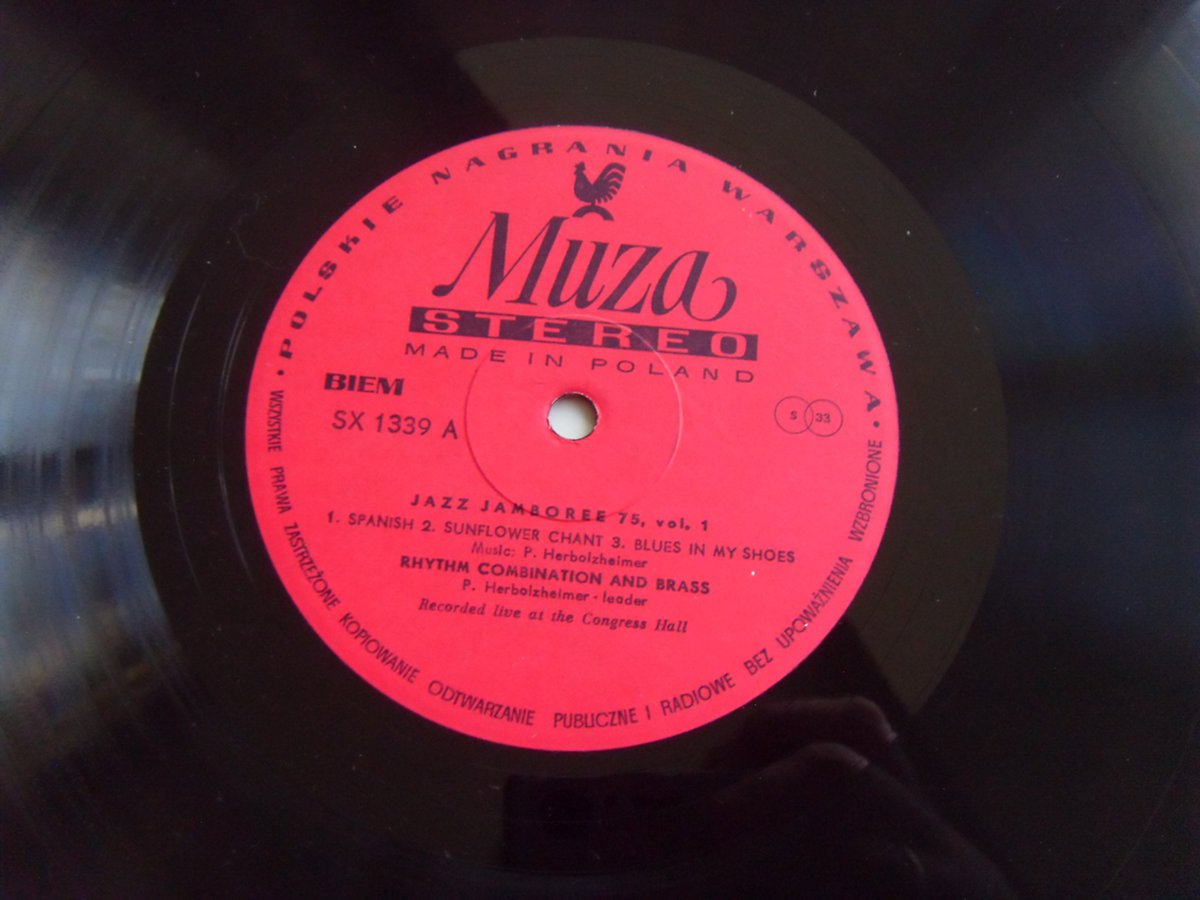 • POLSKIE NAGRANIA WARSZAWA •
Muza
STEREO
MADE IN POLAND
BIEM
SX 1339 A
S 33
JAZZ JAMBOREE 75, vol. 1
1. SPANISH 2. SUNFLOWER CHANT 3. BLUES IN MY SHOES
Music: P. Herbolzheimer
RHYTHM COMBINATION AND BRASS
P. Herbolzheimer - leader
Recorded live at the Congress Hall
WSZYSTKIE PRAWA ZASTRZEŻONE KOPIOWANIE ODTWARZANIE PUBLICZNE I RADIOWE BEZ UPOWAŻNIENIA WZBRONIONE